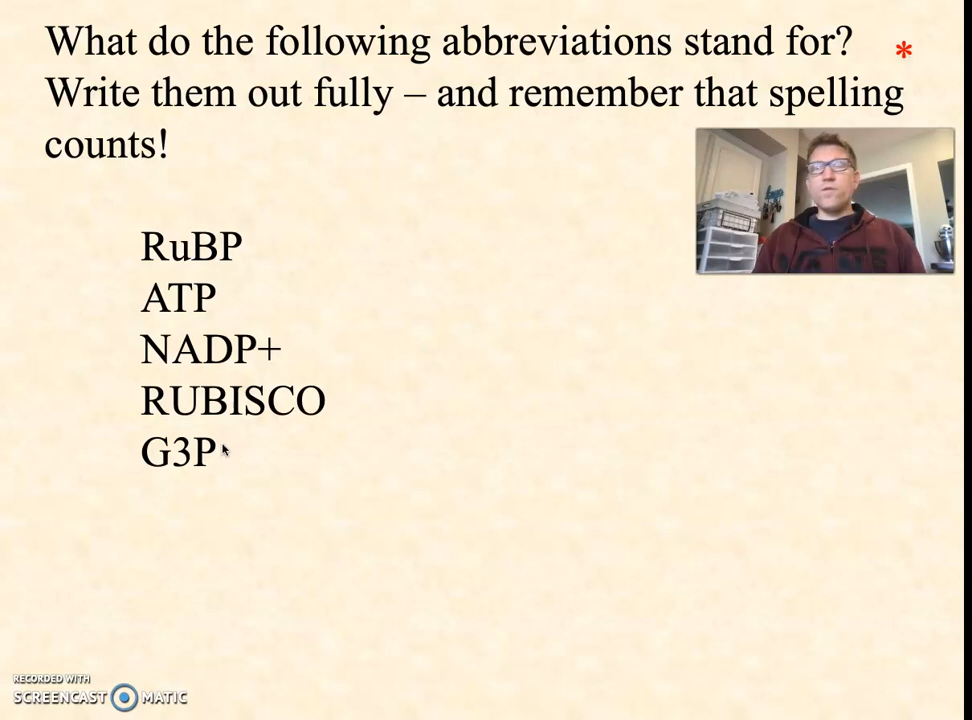 What do the following abbreviations stand for? *
Write them out fully – and remember that spelling
counts!
RuBP
ATP
NADP+
RUBISCO
G3P
RECORDED WITH
SCREENCAST MATIC